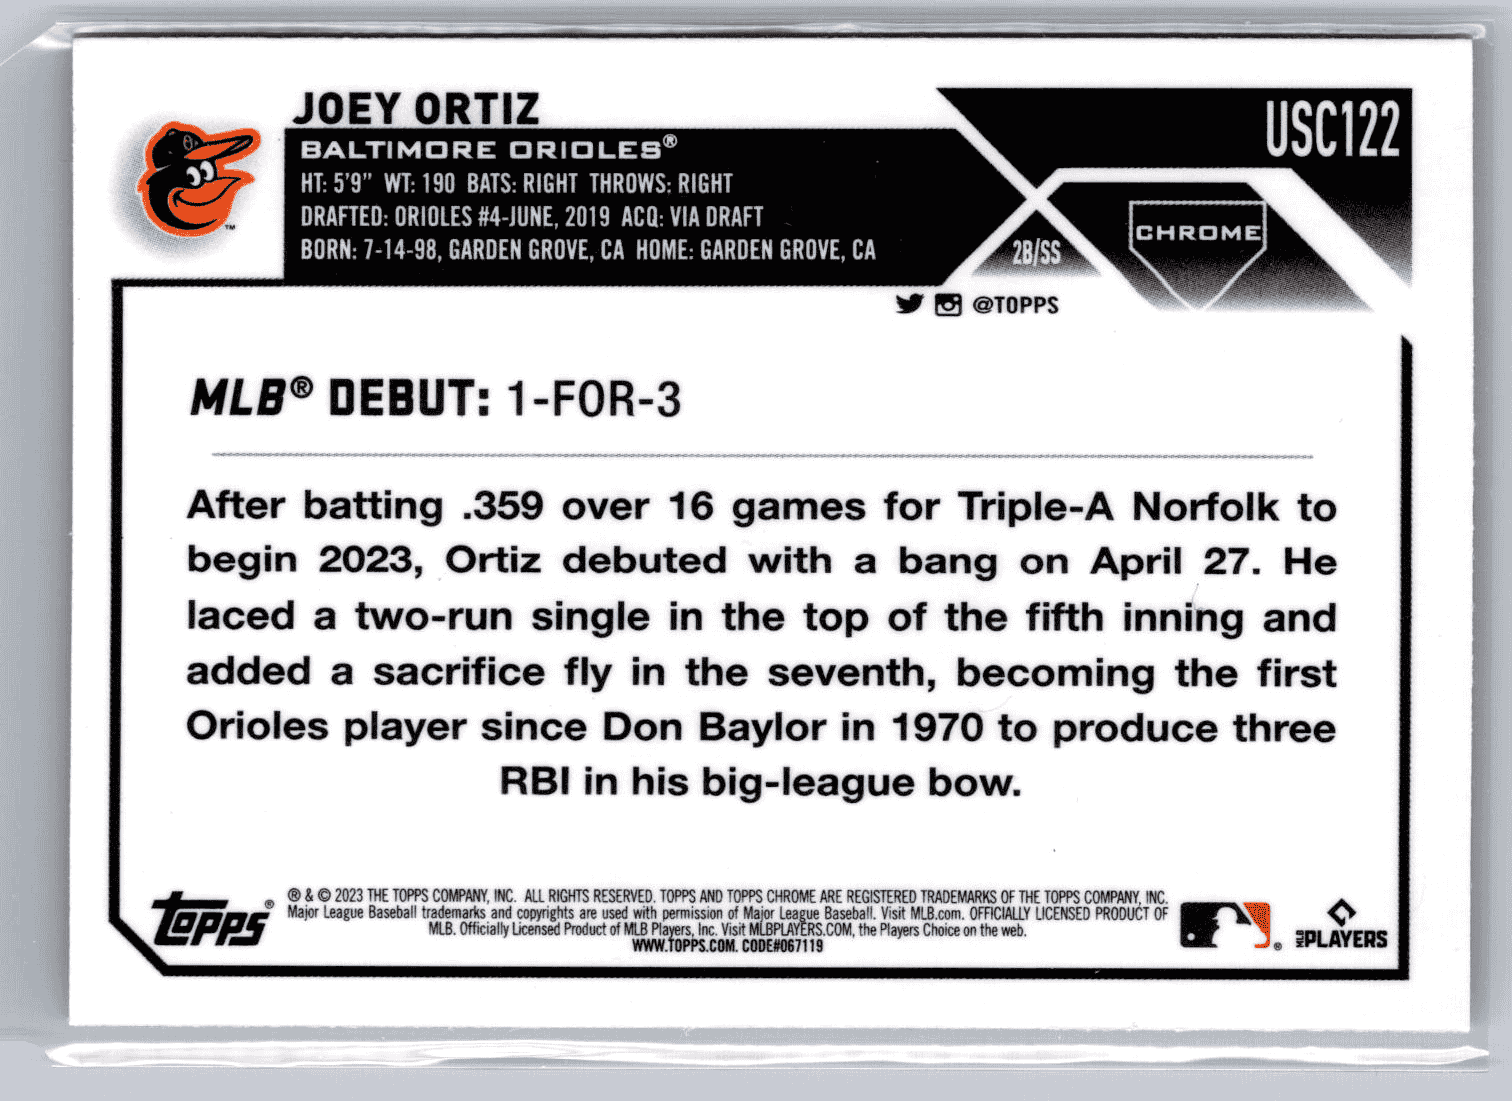 JOEY ORTIZ
USC122
BALTIMORE ORIOLES®
HT: 5'9" WT: 190 BATS: RIGHT THROWS: RIGHT
DRAFTED: ORIOLES #4-JUNE, 2019 ACQ: VIA DRAFT
BORN: 7-14-98, GARDEN GROVE, CA HOME: GARDEN GROVE, CA
2B/SS
CHROME
TM
@TOPPS
MLB® DEBUT: 1-FOR-3
After batting .359 over 16 games for Triple-A Norfolk to
begin 2023, Ortiz debuted with a bang on April 27. He
laced a two-run single in the top of the fifth inning and
added a sacrifice fly in the seventh, becoming the first
Orioles player since Don Baylor in 1970 to produce three
RBI in his big-league bow.
TOPPS®
® & © 2023 THE TOPPS COMPANY, INC. ALL RIGHTS RESERVED. TOPPS AND TOPPS CHROME ARE REGISTERED TRADEMARKS OF THE TOPPS COMPANY, INC.
Major League Baseball trademarks and copyrights are used with permission of Major League Baseball. Visit MLB.com. OFFICIALLY LICENSED PRODUCT OF
MLB. Officially Licensed Product of MLB Players, Inc. Visit MLBPLAYERS.COM, the Players Choice on the web.
WWW.TOPPS.COM. CODE#067119
®
MLB PLAYERS